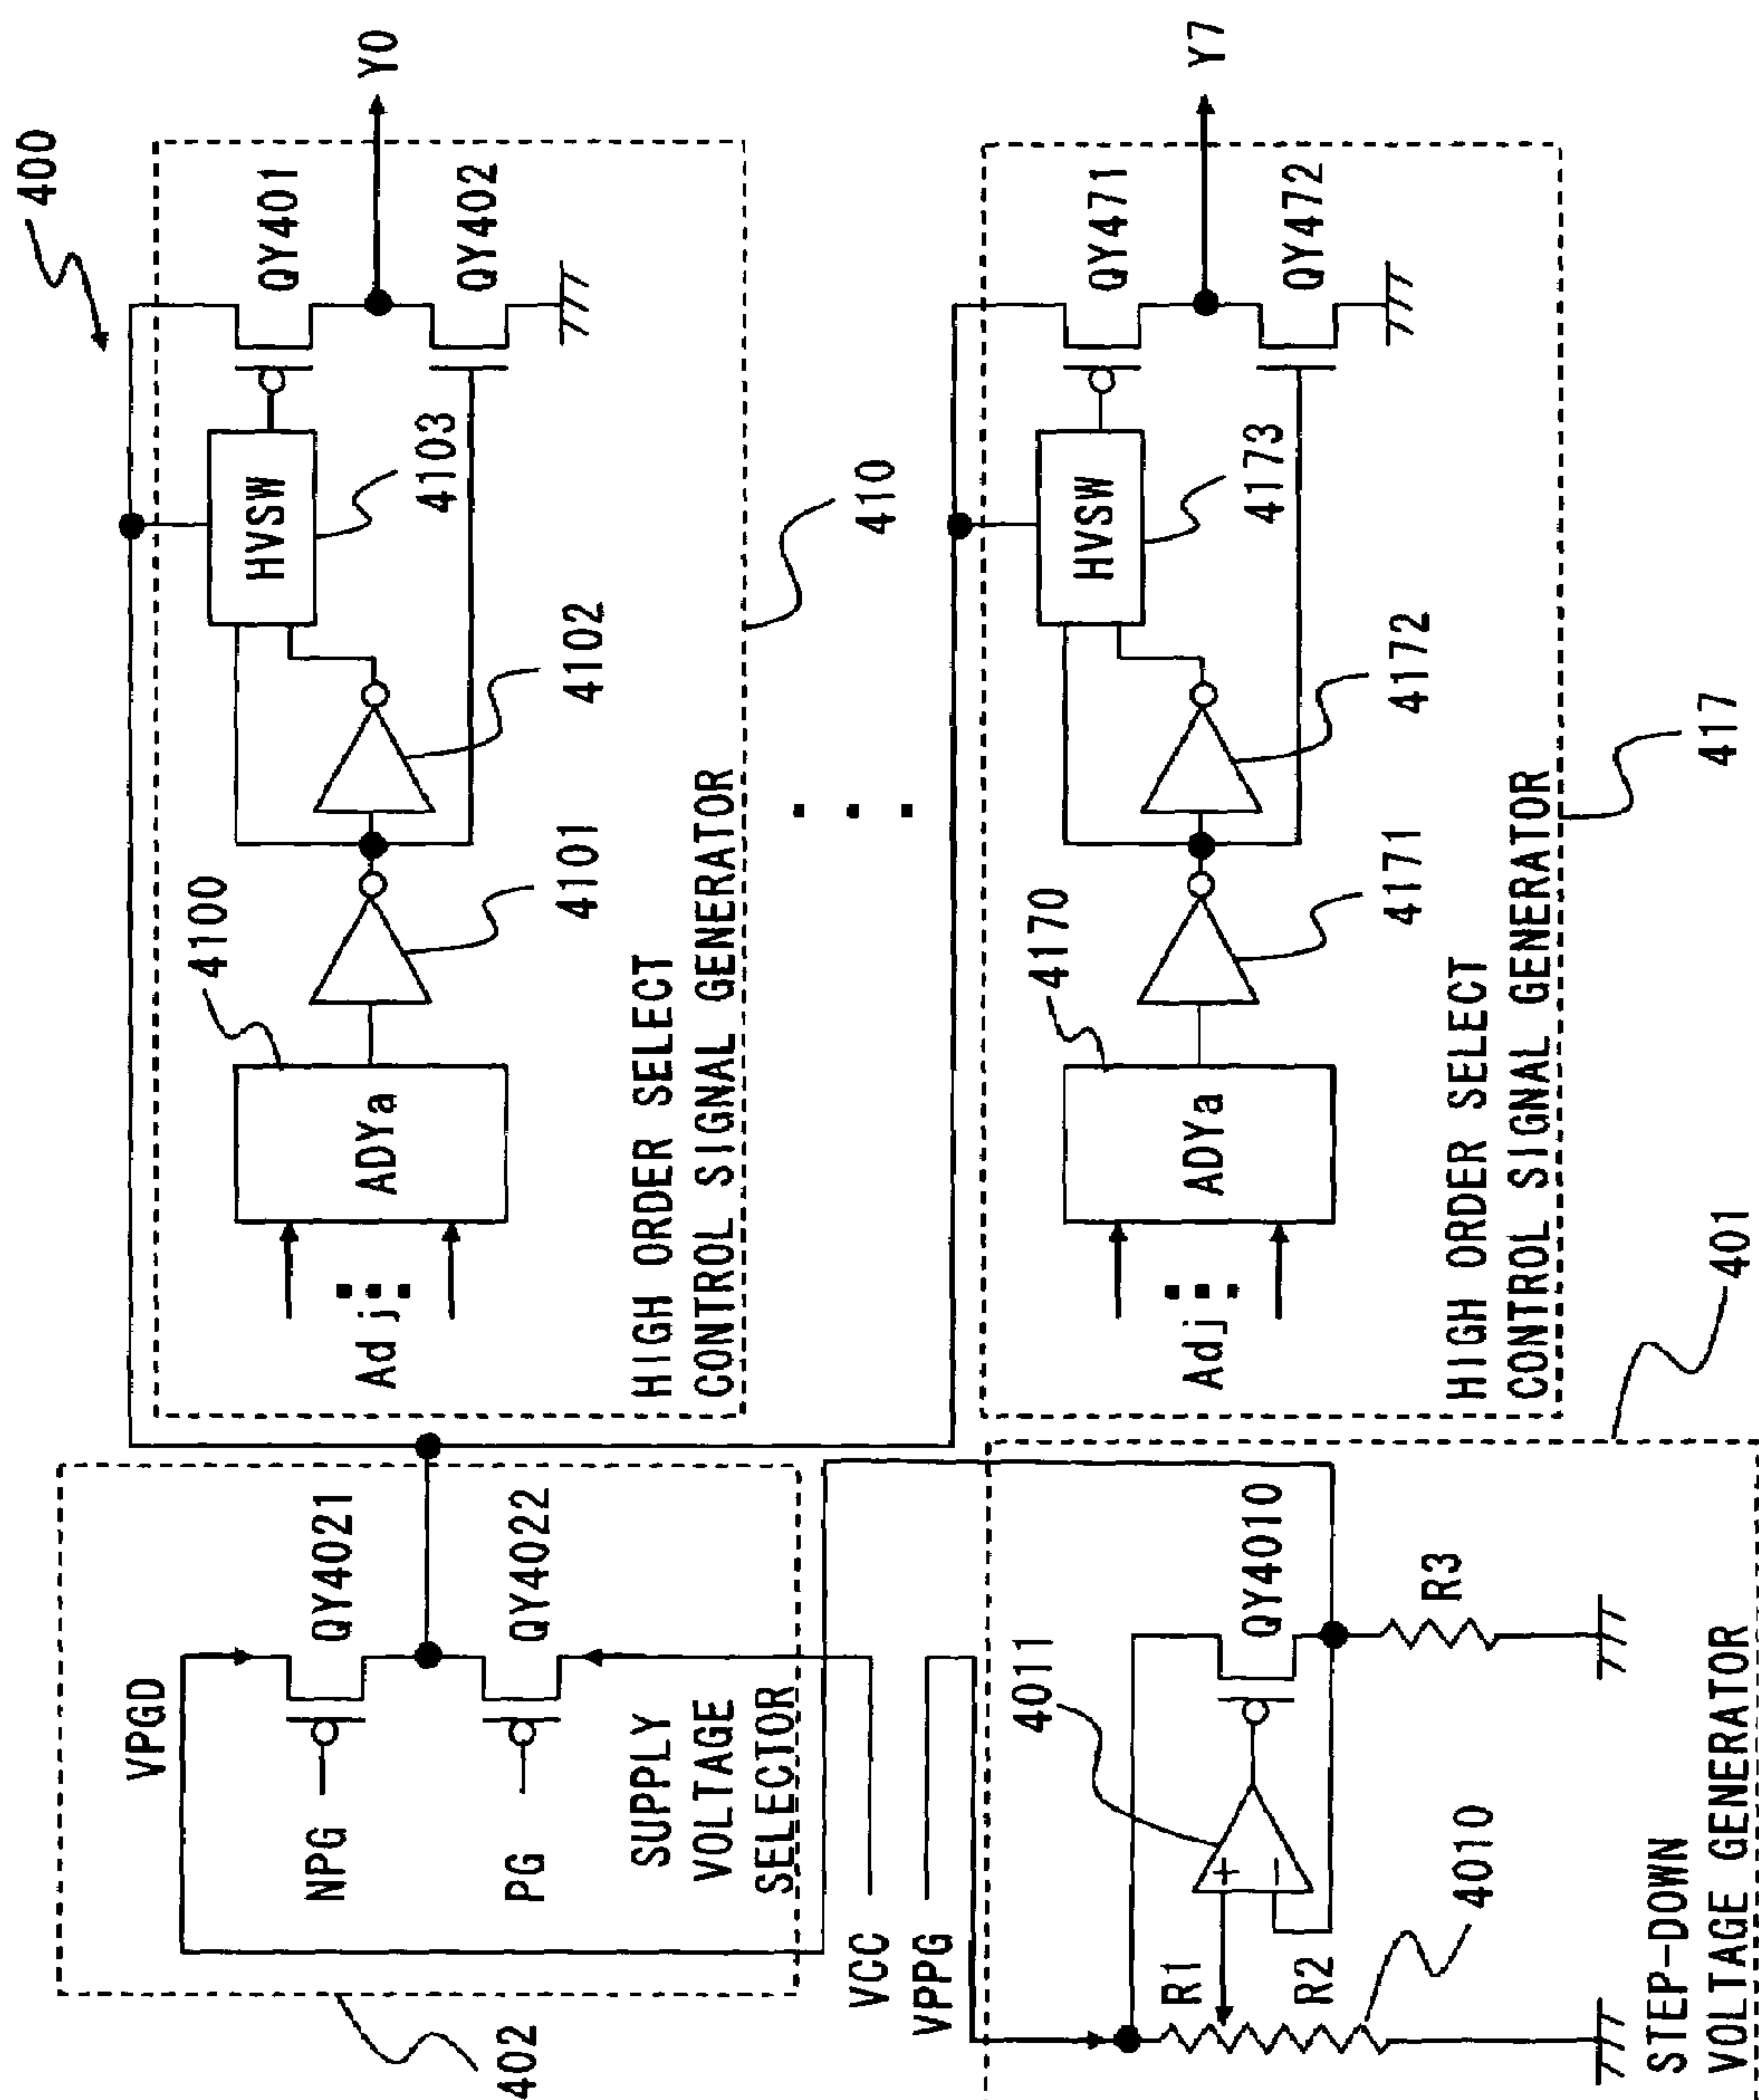 400
VPGD
NPG
QY4021
PG
QY4022
SUPPLY
VOLTAGE
SELECTOR
402
VCC
VPPG
Adj
ADYa
4100
4101
4102
HVSW
4103
QY401
QY402
Y0
HIGH ORDER SELECT
CONTROL SIGNAL GENERATOR
410
R1
R2
4010
+
−
4011
QY4010
R3
STEP-DOWN
VOLTAGE GENERATOR
401
Adj
ADYa
4170
4171
4172
HVSW
4173
QY471
QY472
Y7
HIGH ORDER SELECT
CONTROL SIGNAL GENERATOR
417